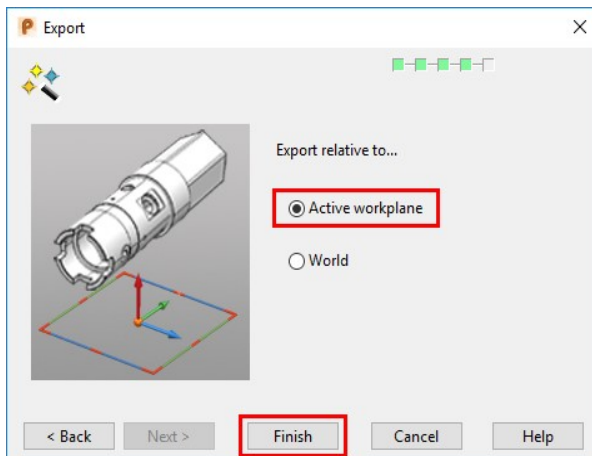 Export
Export relative to...
Active workplane
World
< Back
Next >
Finish
Cancel
Help